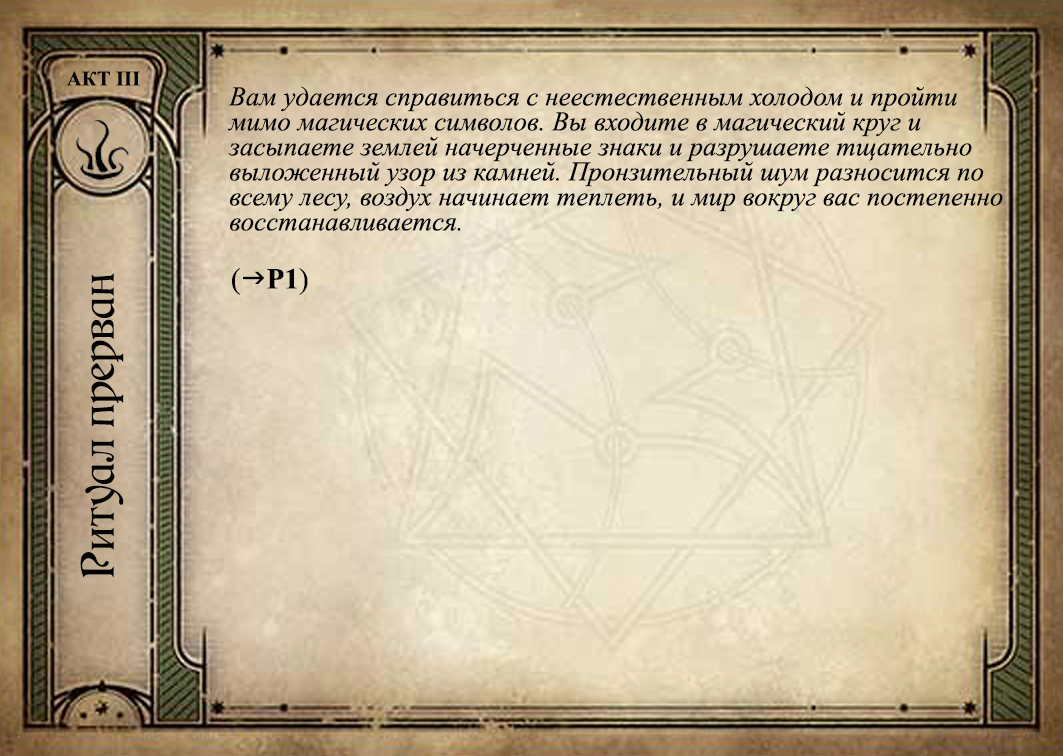 АКТ III
Ритуал прерван
Вам удается справиться с неестественным холодом и пройти
мимо магических символов. Вы входите в магический круг и
засыпаете землей начерченные знаки и разрушаете тщательно
выложенный узор из камней. Пронзительный шум разносится по
всему лесу, воздух начинает теплеть, и мир вокруг вас постепенно
восстанавливается.
(→Р1)